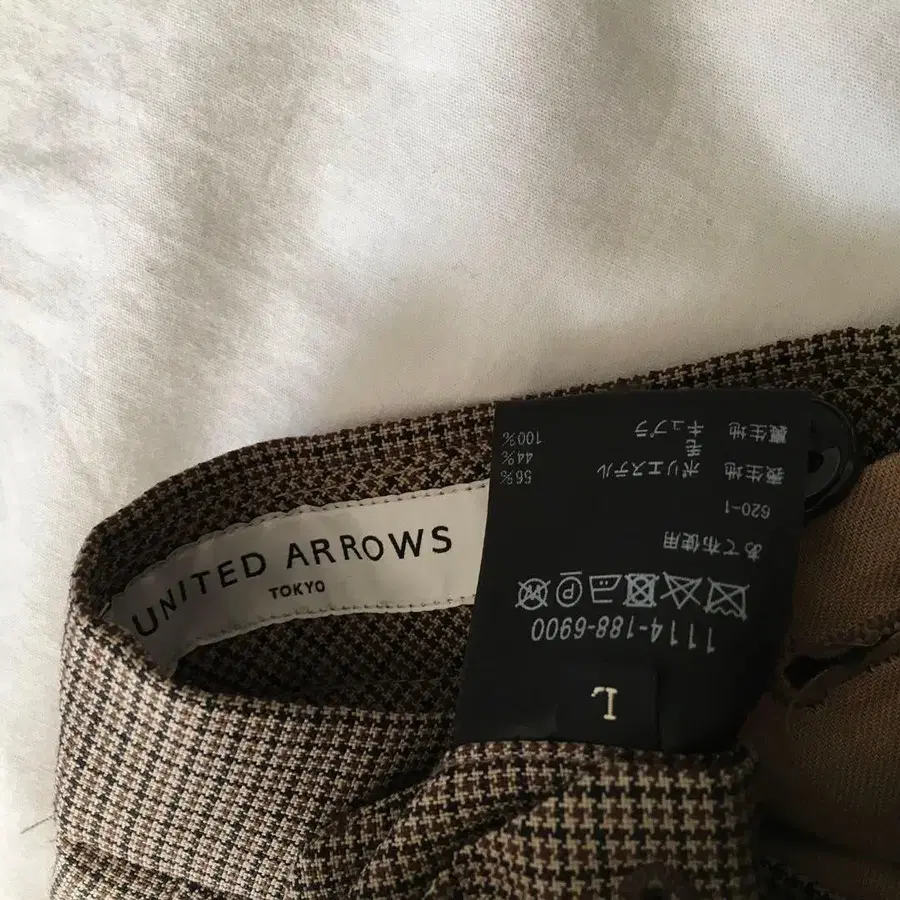 UNITED ARROWS
TOKYO
L
1114-188-6900
P W
あて布使用
620-1
表生地 ポリエステル 56%
毛 44%
裏生地 キュプラ 100%